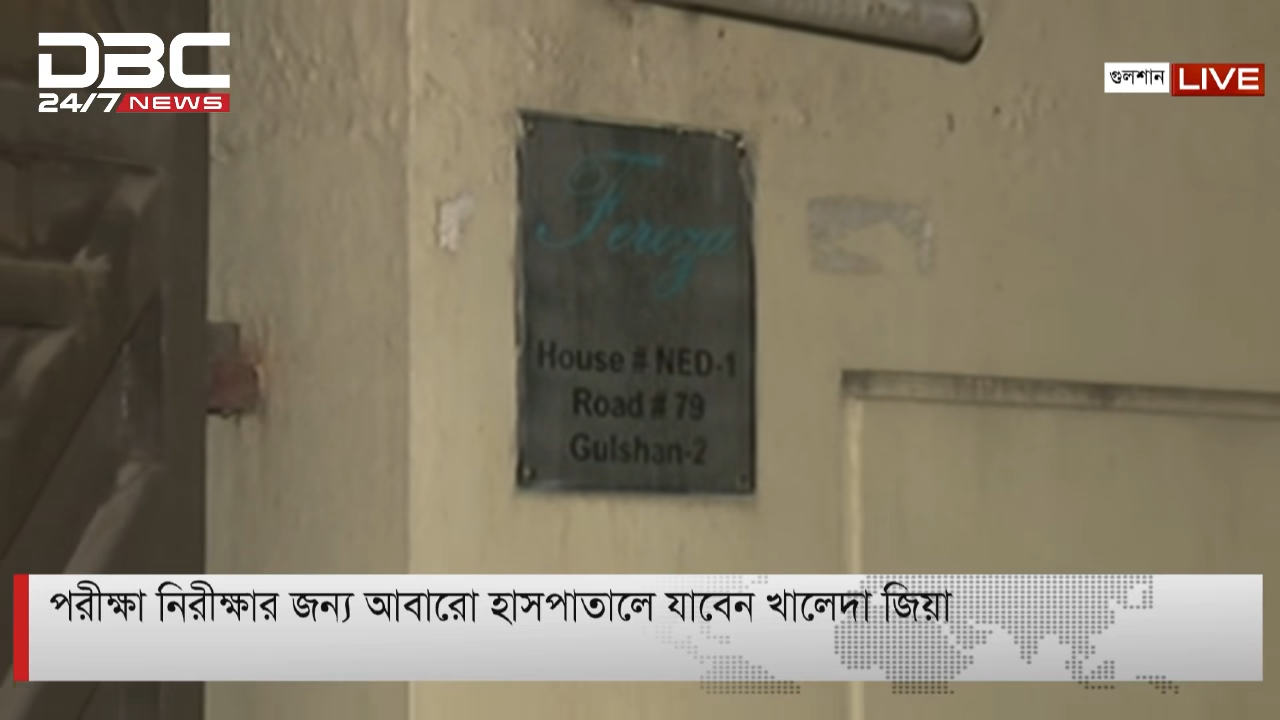 DBC
24/7 NEWS
গুলশান LIVE
Feroza
House # NED-1
Road # 79
Gulshan-2
পরীক্ষা নিরীক্ষার জন্য আবারো হাসপাতালে যাবেন খালেদা জিয়া